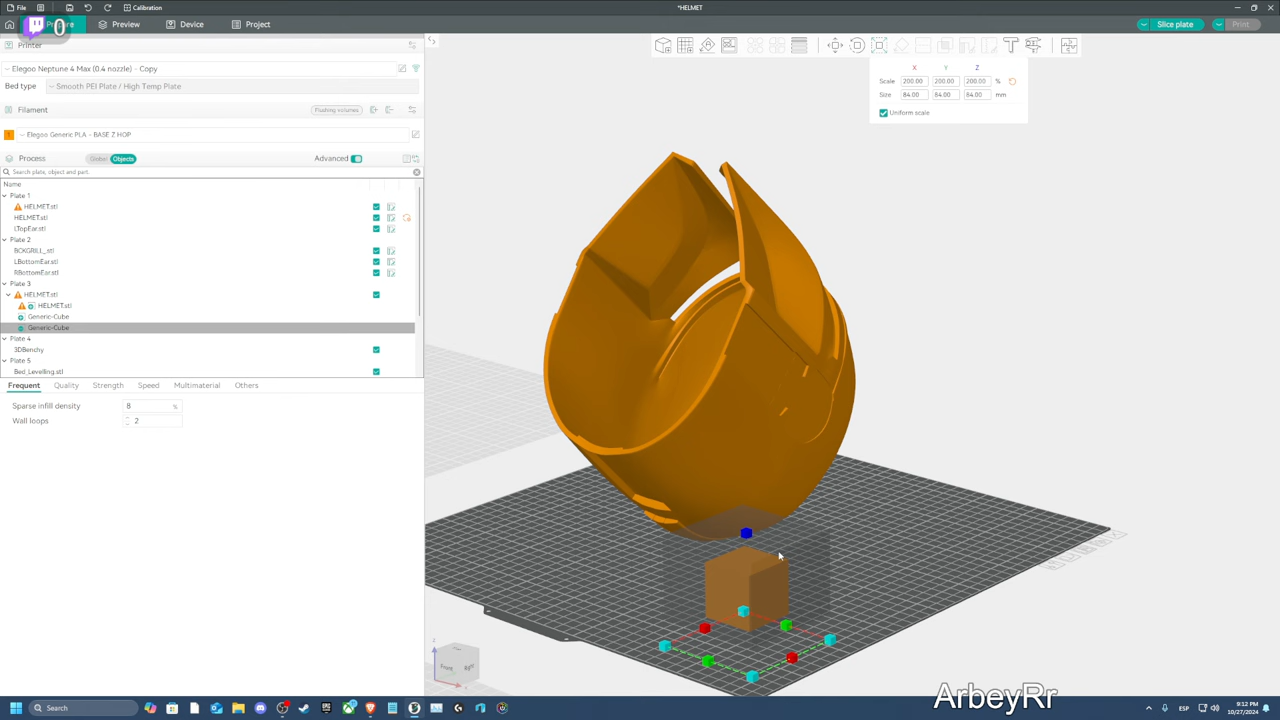 File
Calibration
*HELMET
0
Prepare
Preview
Device
Project
Slice plate
Print
Printer
Elegoo Neptune 4 Max (0.4 nozzle) - Copy
Bed type
Smooth PEI Plate / High Temp Plate
Filament
Flushing volumes
1
Elegoo Generic PLA - BASE Z HOP
Process
Global
Objects
Advanced
Search plate, object and part.
Name
Plate 1
HELMET.stl
HELMET.stl
LTopEar.stl
Plate 2
BCKGRILL_.stl
LBottomEar.stl
RBottomEar.stl
Plate 3
HELMET.stl
HELMET.stl
Generic-Cube
Generic-Cube
Plate 4
3DBenchy
Plate 5
Bed_Levelling.stl
Frequent
Quality
Strength
Speed
Multimaterial
Others
Sparse infill density
8
%
Wall loops
2
X
Y
Z
Scale
200.00
200.00
200.00
%
Size
84.00
84.00
84.00
mm
Uniform scale
Front
Right
ArbeyRr
Search
ESP
9:12 PM
10/27/2024